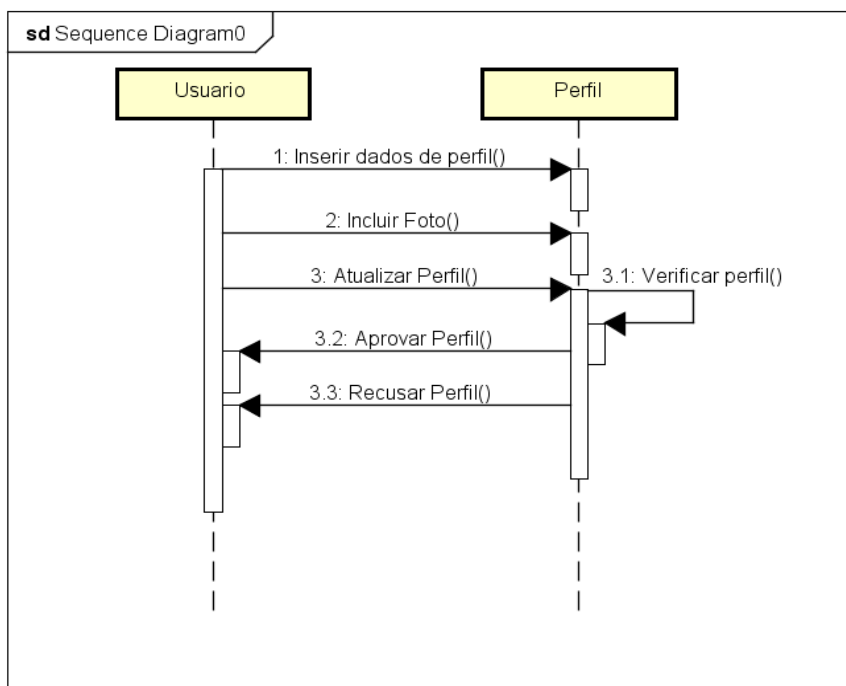 sd Sequence Diagram0
Usuario
Perfil
1: Inserir dados de perfil()
2: Incluir Foto()
3: Atualizar Perfil()
3.1: Verificar perfil()
3.2: Aprovar Perfil()
3.3: Recusar Perfil()